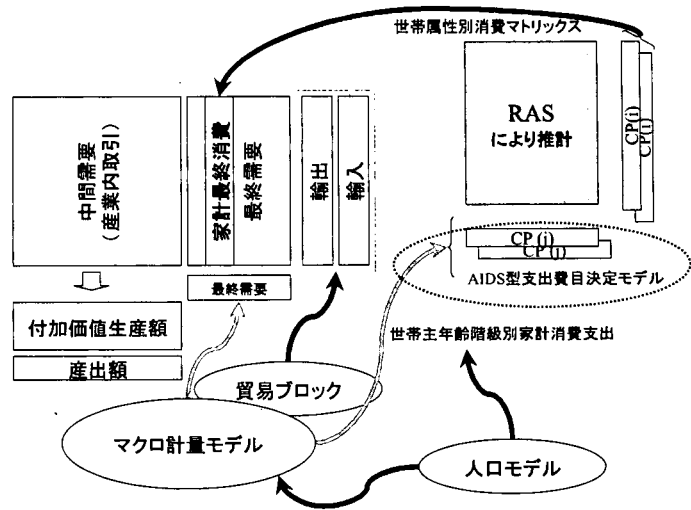 世帯属性別消費マトリックス
RAS
により推計
CP(i)
CP(i)
中間需要
(産業内取引)
家計最終消費
最終需要
輸出
輸入
CP(j)
CP(j)
AIDS型支出費目決定モデル
最終需要
付加価値生産額
世帯主年齢階級別家計消費支出
産出額
貿易ブロック
マクロ計量モデル
人口モデル